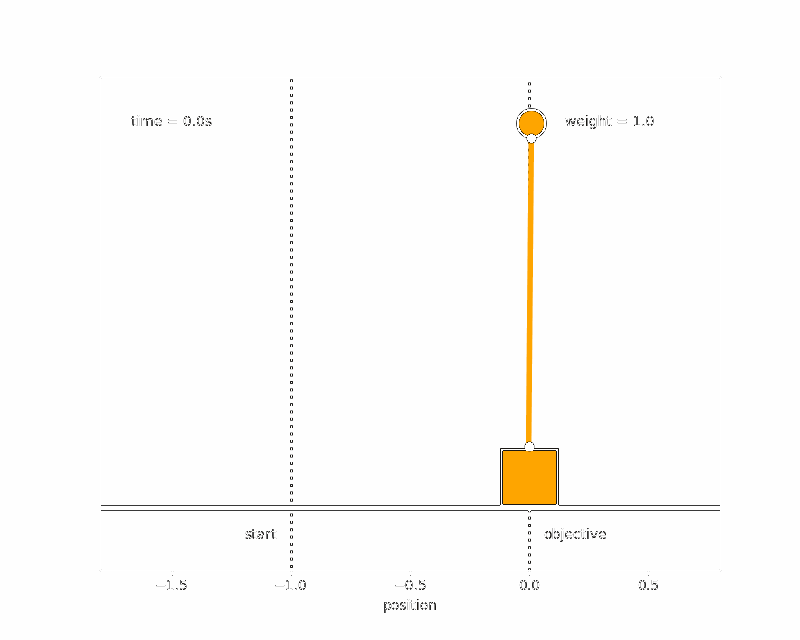 time = 0.0s
weight = 1.0
start
objective
−1.5
−1.0
−0.5
0.0
0.5
position